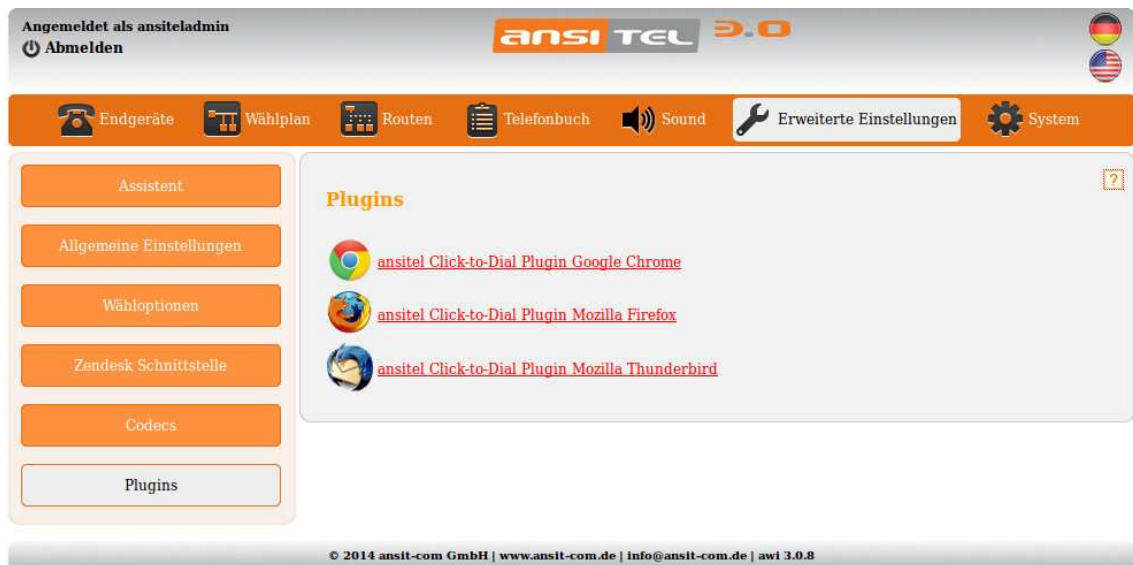 Angemeldet als ansiteladmin
Abmelden
ansi TEL 3.0
Endgeräte
Wählplan
Routen
Telefonbuch
Sound
Erweiterte Einstellungen
System
Assistent
Allgemeine Einstellungen
Wähloptionen
Zendesk Schnittstelle
Codecs
Plugins
Plugins
?
ansitel Click-to-Dial Plugin Google Chrome
ansitel Click-to-Dial Plugin Mozilla Firefox
ansitel Click-to-Dial Plugin Mozilla Thunderbird
© 2014 ansit-com GmbH | www.ansit-com.de | info@ansit-com.de | awi 3.0.8